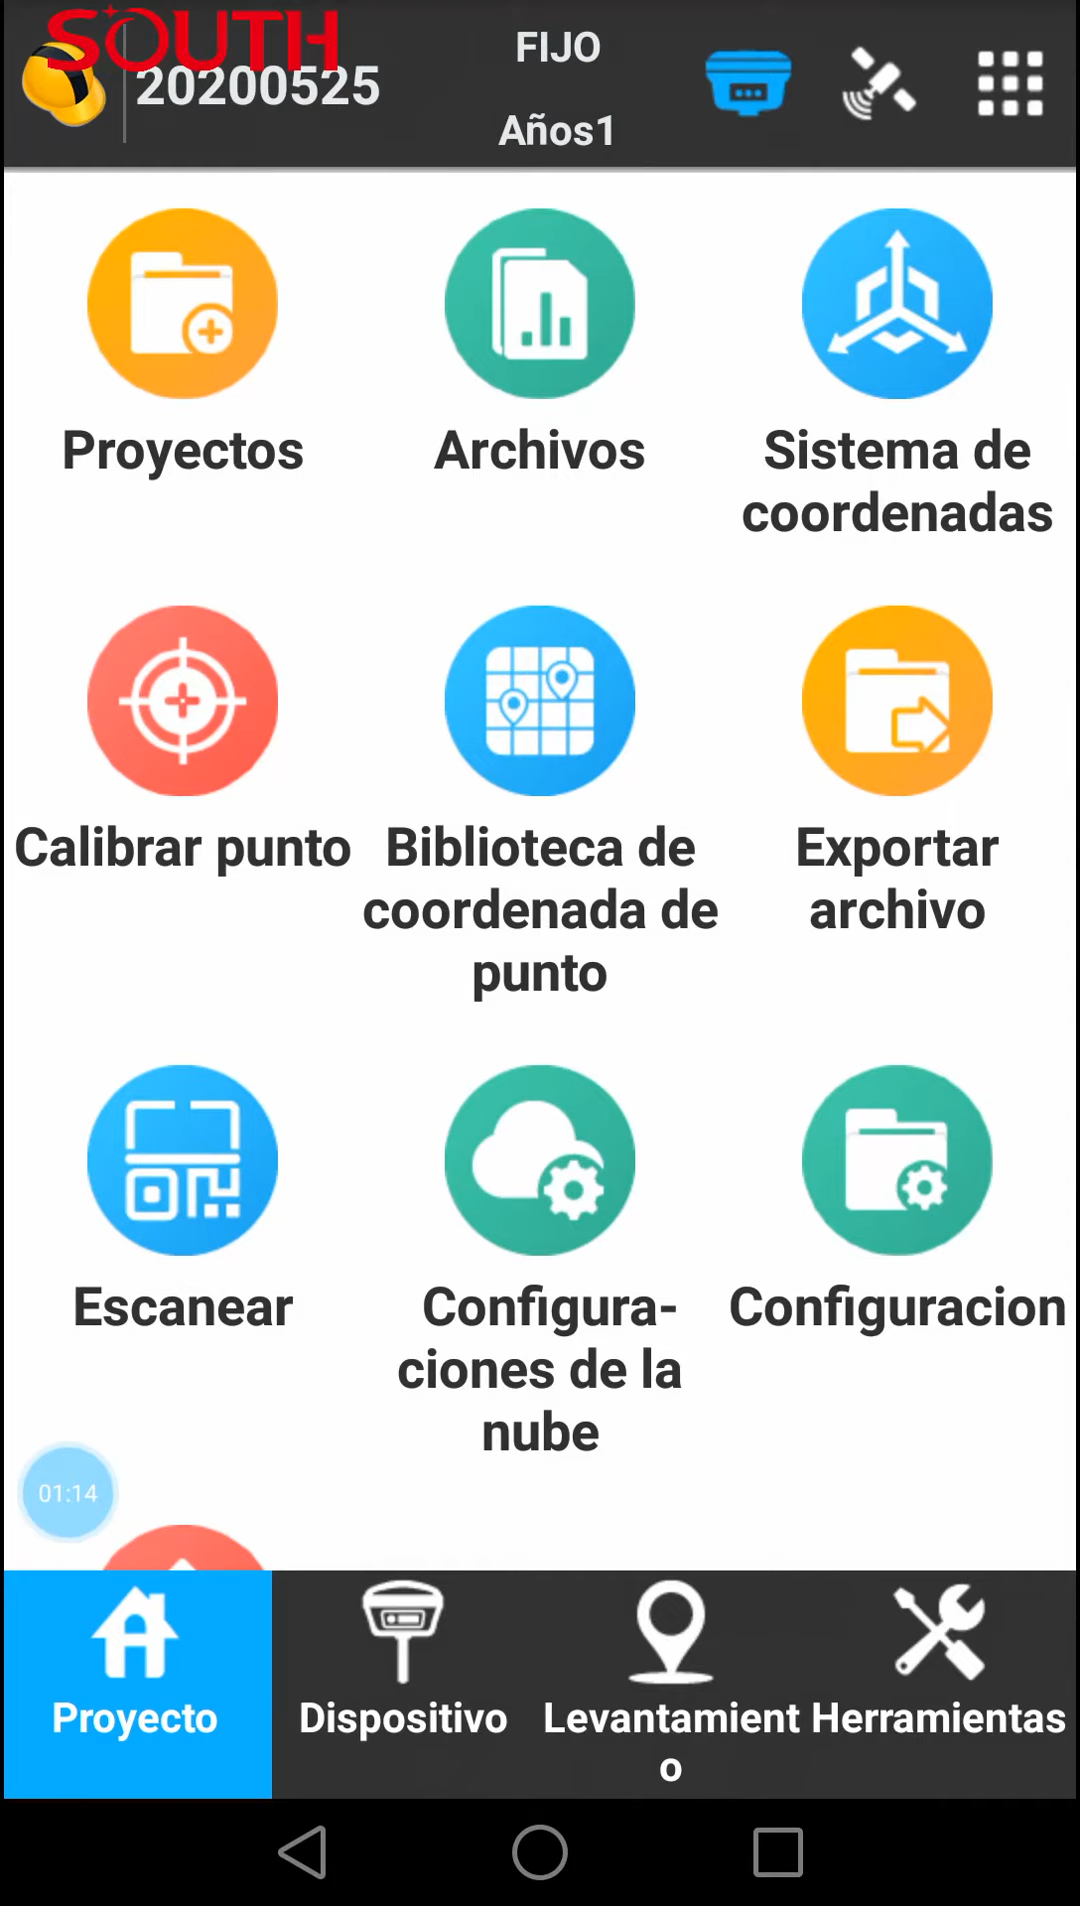 SOUTH
20200525
FIJO
Años1
Proyectos
Archivos
Sistema de
coordenadas
Calibrar punto
Biblioteca de
coordenada de
punto
Exportar
archivo
Escanear
Configura-
ciones de la
nube
Configuracion
01:14
Proyecto
Dispositivo
Levantamient
o
Herramientas